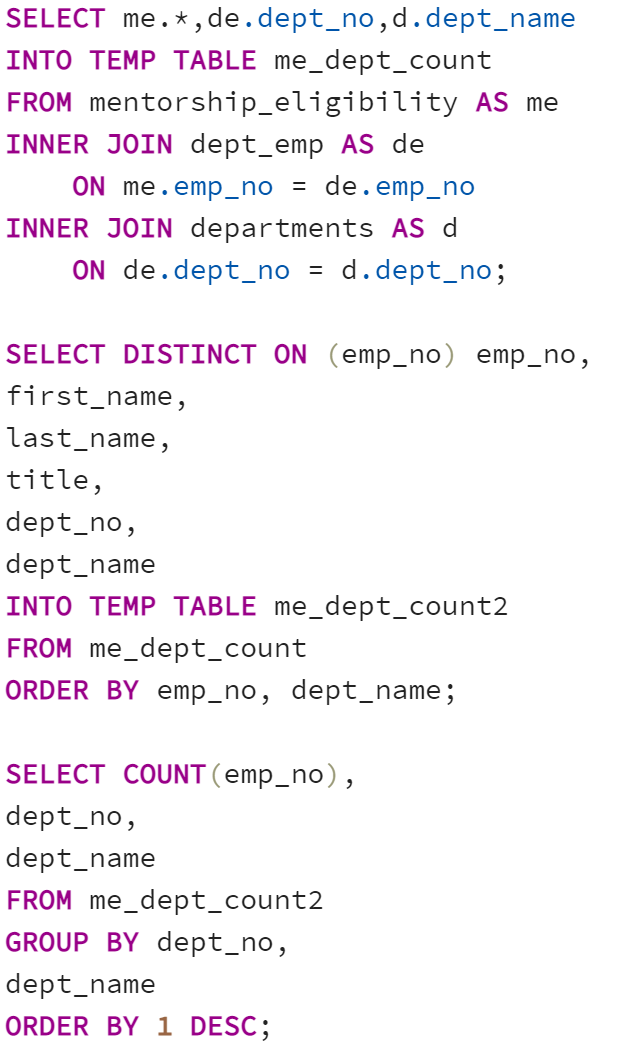 SELECT me.*,de.dept_no,d.dept_name
INTO TEMP TABLE me_dept_count
FROM mentorship_eligibility AS me
INNER JOIN dept_emp AS de
    ON me.emp_no = de.emp_no
INNER JOIN departments AS d
    ON de.dept_no = d.dept_no;

SELECT DISTINCT ON (emp_no) emp_no,
first_name,
last_name,
title,
dept_no,
dept_name
INTO TEMP TABLE me_dept_count2
FROM me_dept_count
ORDER BY emp_no, dept_name;

SELECT COUNT(emp_no),
dept_no,
dept_name
FROM me_dept_count2
GROUP BY dept_no,
dept_name
ORDER BY 1 DESC;